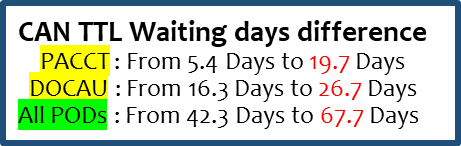 CAN TTL Waiting days difference
PACCT : From 5.4 Days to 19.7 Days
DOCAU : From 16.3 Days to 26.7 Days
All PODs : From 42.3 Days to 67.7 Days